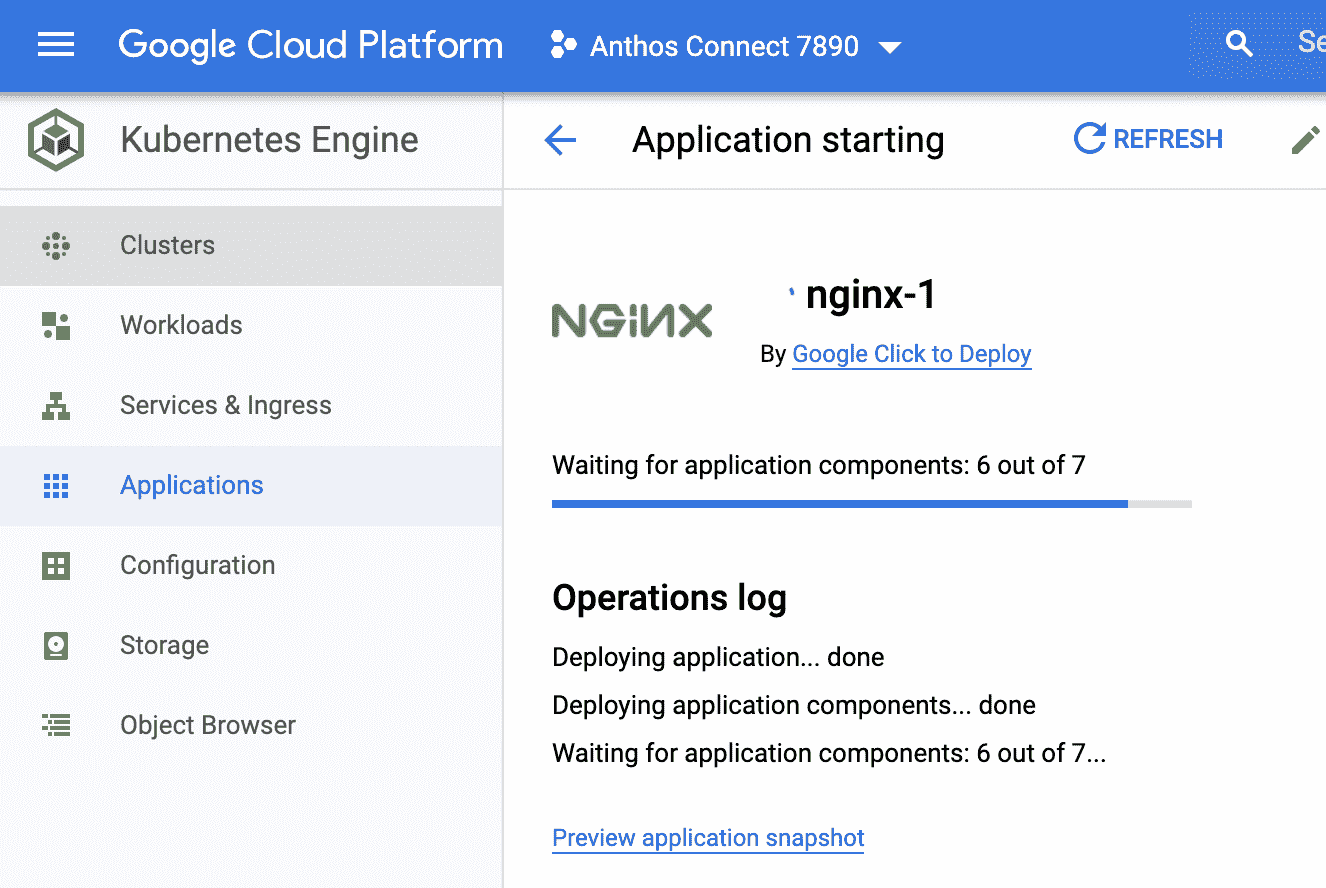 Google Cloud Platform
Anthos Connect 7890
Kubernetes Engine
Application starting
REFRESH
Clusters
Workloads
Services & Ingress
Applications
Configuration
Storage
Object Browser
NGINX
nginx-1
By Google Click to Deploy
Waiting for application components: 6 out of 7
Operations log
Deploying application... done
Deploying application components... done
Waiting for application components: 6 out of 7...
Preview application snapshot